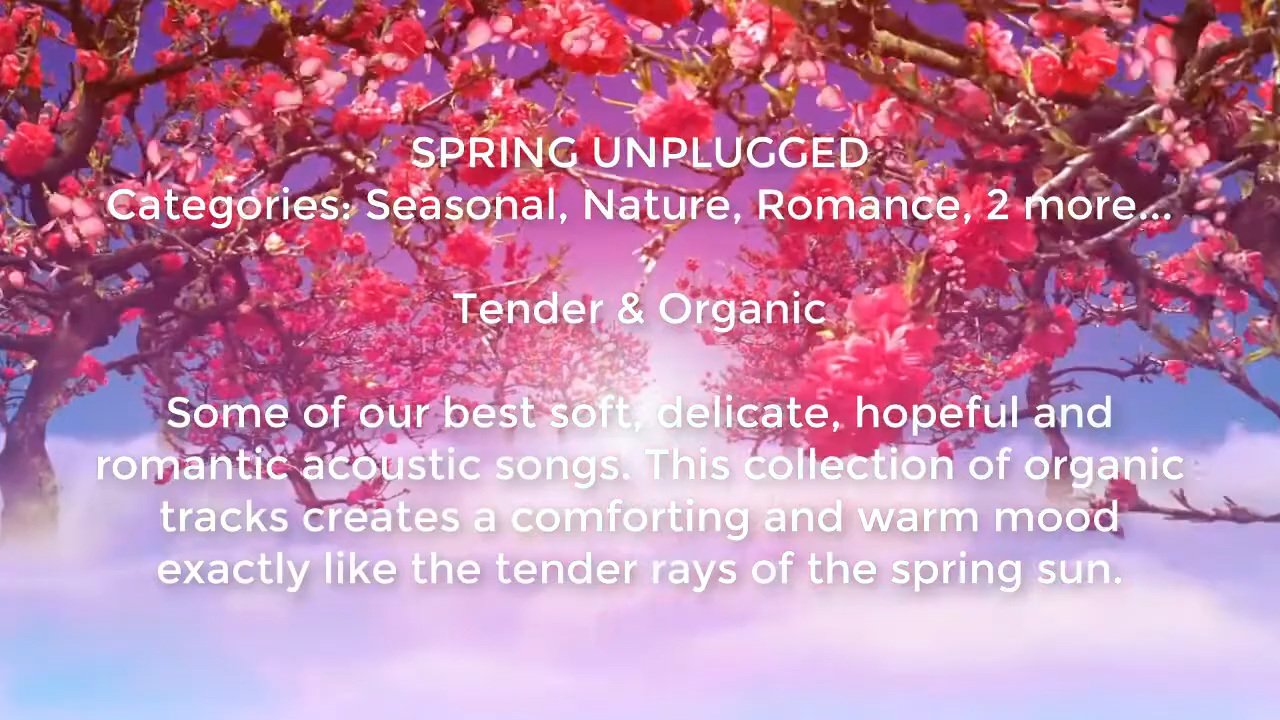 SPRING UNPLUGGED
Categories: Seasonal, Nature, Romance, 2 more...
Tender & Organic
Some of our best soft, delicate, hopeful and
romantic acoustic songs. This collection of organic
tracks creates a comforting and warm mood
exactly like the tender rays of the spring sun.